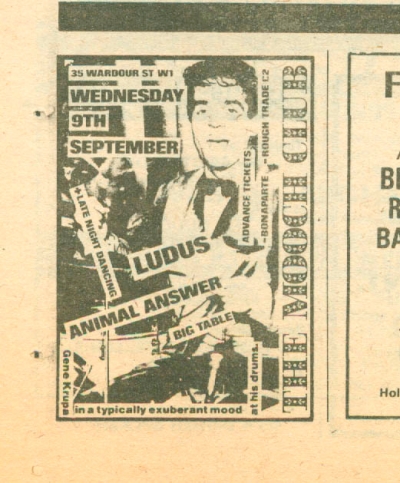 35 WARDOUR ST W1
WEDNESDAY
9TH
SEPTEMBER
+LATE NIGHT DANCING
ADVANCE TICKETS
–BONAPARTE –ROUGH TRADE £2
THE MOOCH CLUB
LUDUS
ANIMAL ANSWER
BIG TABLE
Gene Krupa
in a typically exuberant mood
at his drums.
F
BE
R
BA
Hol